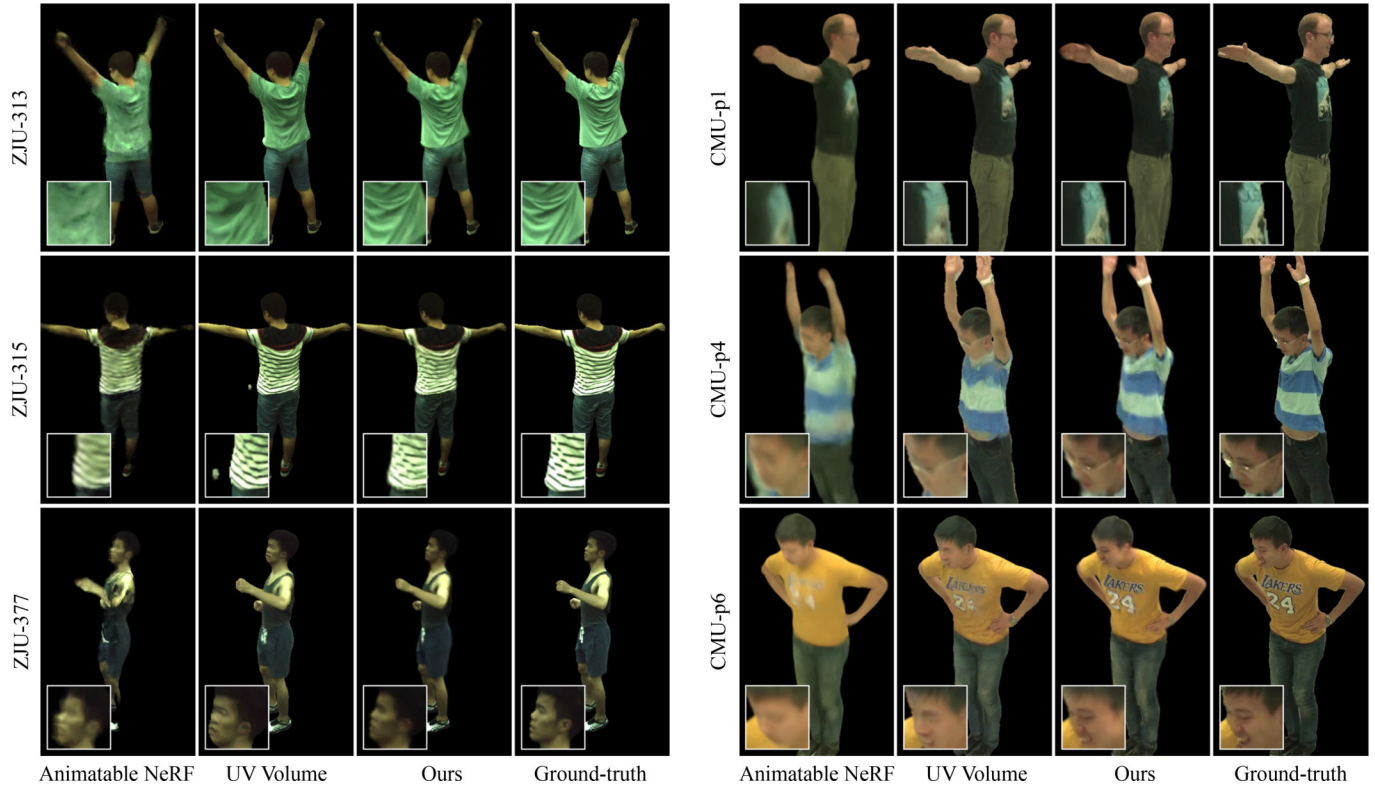 ZJU-313
ZJU-315
ZJU-377
Animatable NeRF UV Volume Ours Ground-truth
CMU-p1
CMU-p4
CMU-p6
LAKERS
24
LAKERS
24
LAKERS
24
Animatable NeRF UV Volume Ours Ground-truth